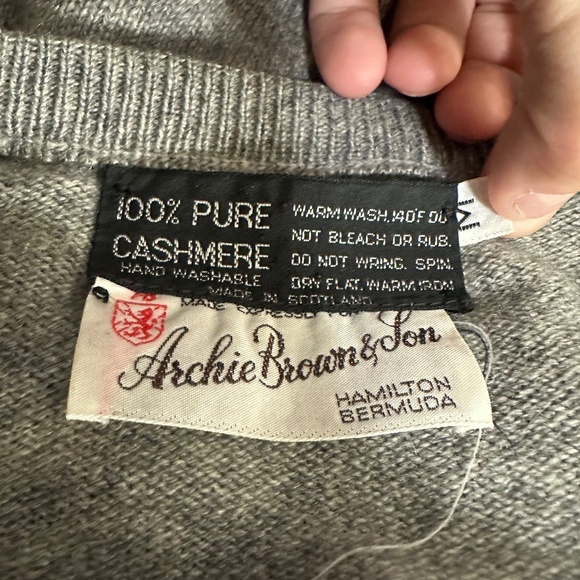 100% PURE
CASHMERE
HAND WASHABLE
WARM WASH.140°F DO
NOT BLEACH OR RUB.
DO NOT WRING. SPIN.
DRY FLAT. WARM IRON
MADE IN SCOTLAND
M
MADE EXPRESSLY FOR
Archie Brown & Son
HAMILTON
BERMUDA